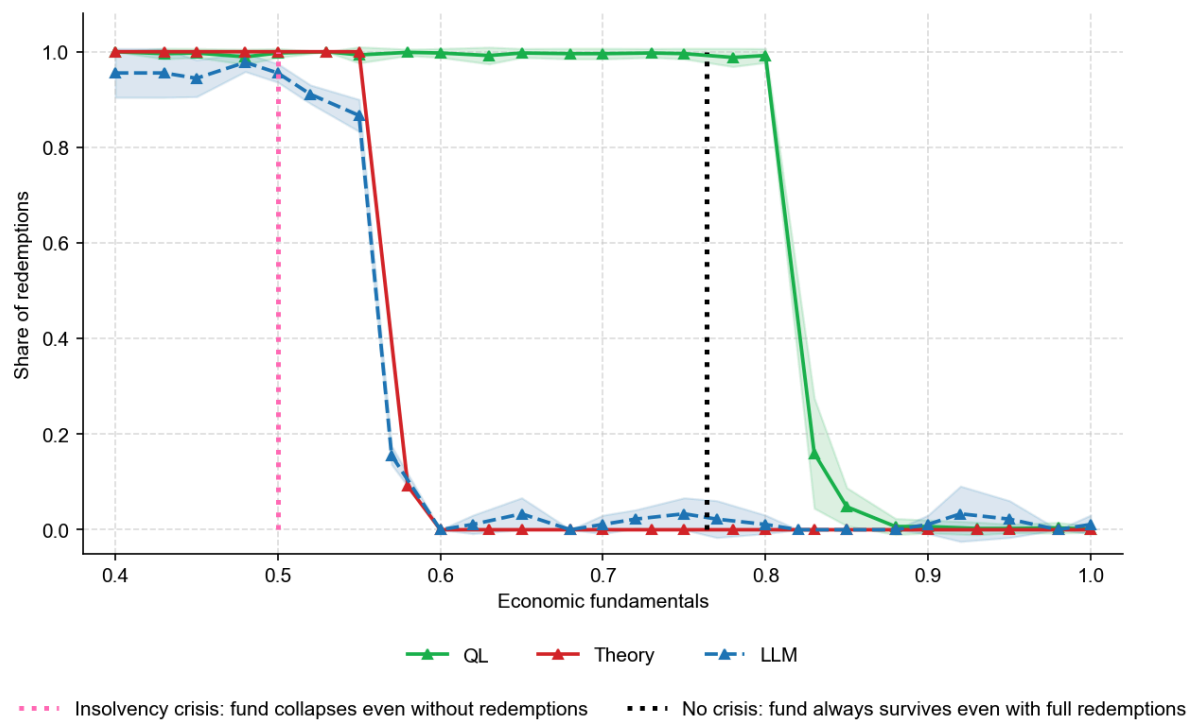 1.0
0.8
0.6
0.4
0.2
0.0
Share of redemptions
0.4 0.5 0.6 0.7 0.8 0.9 1.0
Economic fundamentals
QL Theory LLM
Insolvency crisis: fund collapses even without redemptions No crisis: fund always survives even with full redemptions